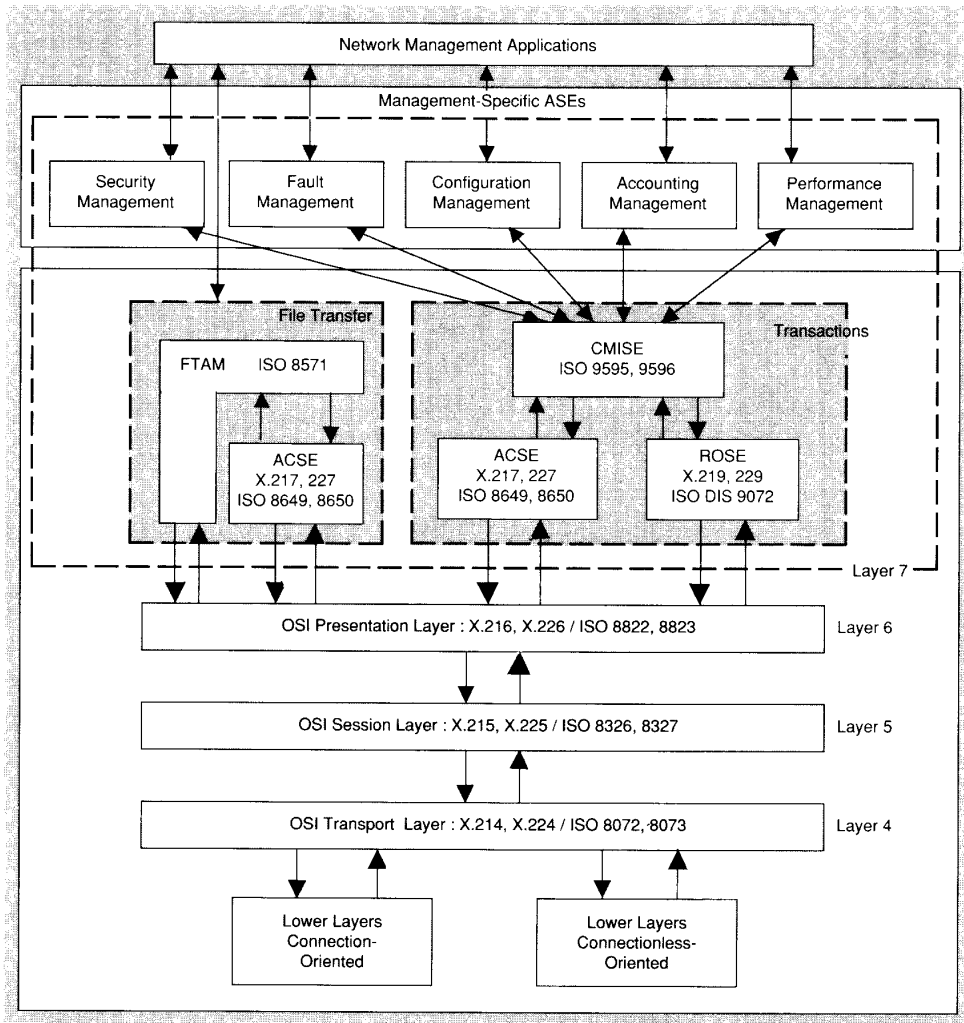 Network Management Applications
Management-Specific ASEs
Security
Management
Fault
Management
Configuration
Management
Accounting
Management
Performance
Management
File Transfer
FTAM ISO 8571
ACSE
X.217, 227
ISO 8649, 8650
Transactions
CMISE
ISO 9595, 9596
ACSE
X.217, 227
ISO 8649, 8650
ROSE
X.219, 229
ISO DIS 9072
Layer 7
OSI Presentation Layer : X.216, X.226 / ISO 8822, 8823
Layer 6
OSI Session Layer : X.215, X.225 / ISO 8326, 8327
Layer 5
OSI Transport Layer : X.214, X.224 / ISO 8072, 8073
Layer 4
Lower Layers
Connection-
Oriented
Lower Layers
Connectionless-
Oriented